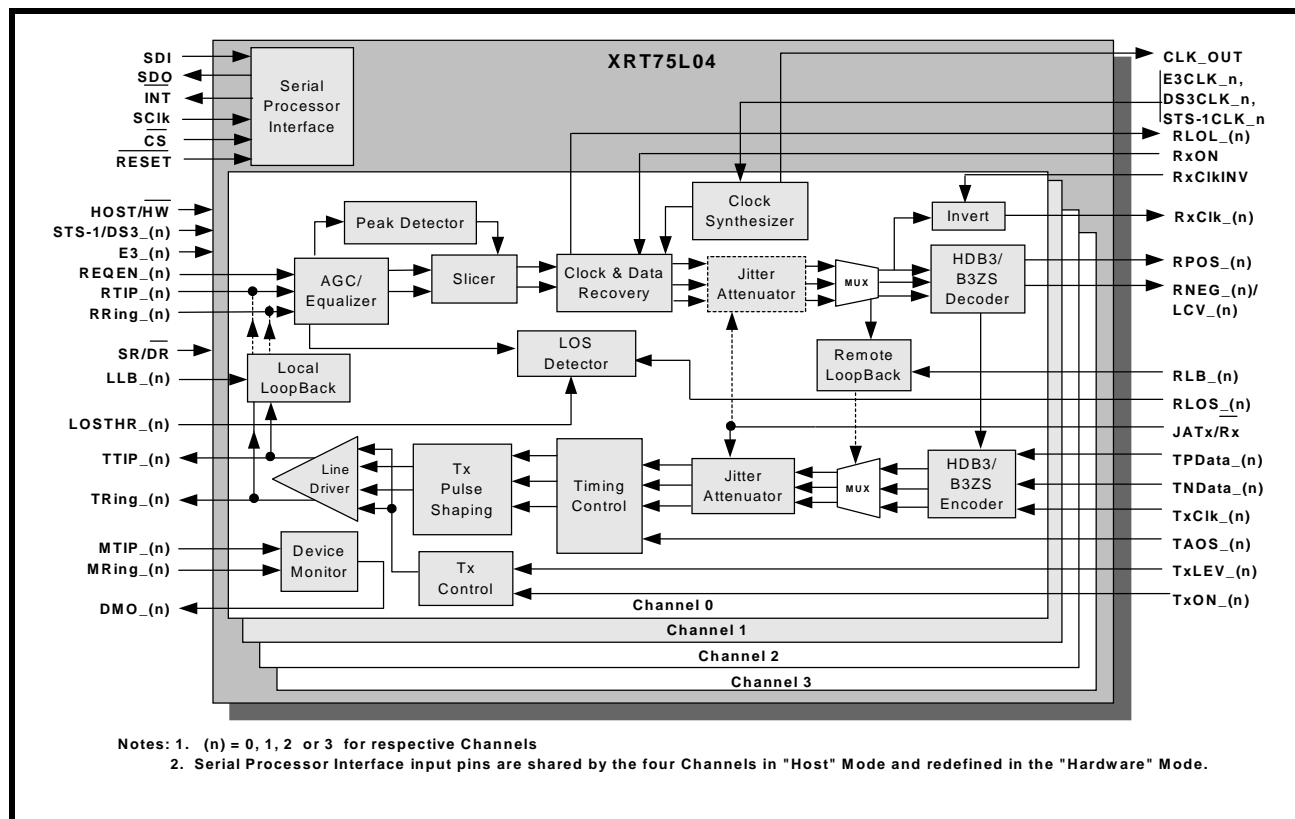 XRT75L04
SDI
SDO
INT
SClk
CS
RESET
Serial
Processor
Interface
HOST/HW
STS-1/DS3_(n)
E3_(n)
REQEN_(n)
RTIP_(n)
RRing_(n)
SR/DR
LLB_(n)
LOSTHR_(n)
TTIP_(n)
TRing_(n)
MTIP_(n)
MRing_(n)
DMO_(n)
Peak Detector
AGC/
Equalizer
Slicer
Clock & Data
Recovery
Clock
Synthesizer
Jitter
Attenuator
MUX
Invert
HDB3/
B3ZS
Decoder
LOS
Detector
Remote
LoopBack
Local
LoopBack
Line
Driver
Tx
Pulse
Shaping
Timing
Control
Jitter
Attenuator
MUX
HDB3/
B3ZS
Encoder
Device
Monitor
Tx
Control
CLK_OUT
E3CLK_n,
DS3CLK_n,
STS-1CLK_n
RLOL_(n)
RxON
RxClkINV
RxClk_(n)
RPOS_(n)
RNEG_(n)/
LCV_(n)
RLB_(n)
RLOS_(n)
JATx/Rx
TPData_(n)
TNData_(n)
TxClk_(n)
TAOS_(n)
TxLEV_(n)
TxON_(n)
Channel 0
Channel 1
Channel 2
Channel 3
Notes: 1. (n) = 0, 1, 2 or 3 for respective Channels
2. Serial Processor Interface input pins are shared by the four Channels in "Host" Mode and redefined in the "Hardware" Mode.